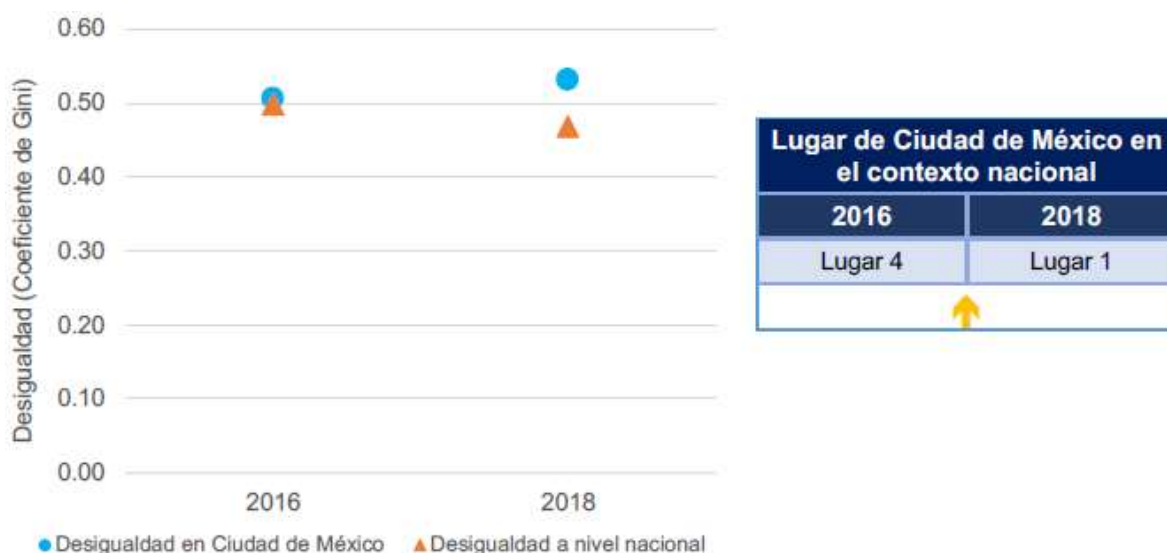 0.60
0.50
0.40
0.30
0.20
0.10
0.00
Desigualdad (Coeficiente de Gini)
2016 2018
Desigualdad en Ciudad de México Desigualdad a nivel nacional
Lugar de Ciudad de México en
el contexto nacional
2016 2018
Lugar 4 Lugar 1